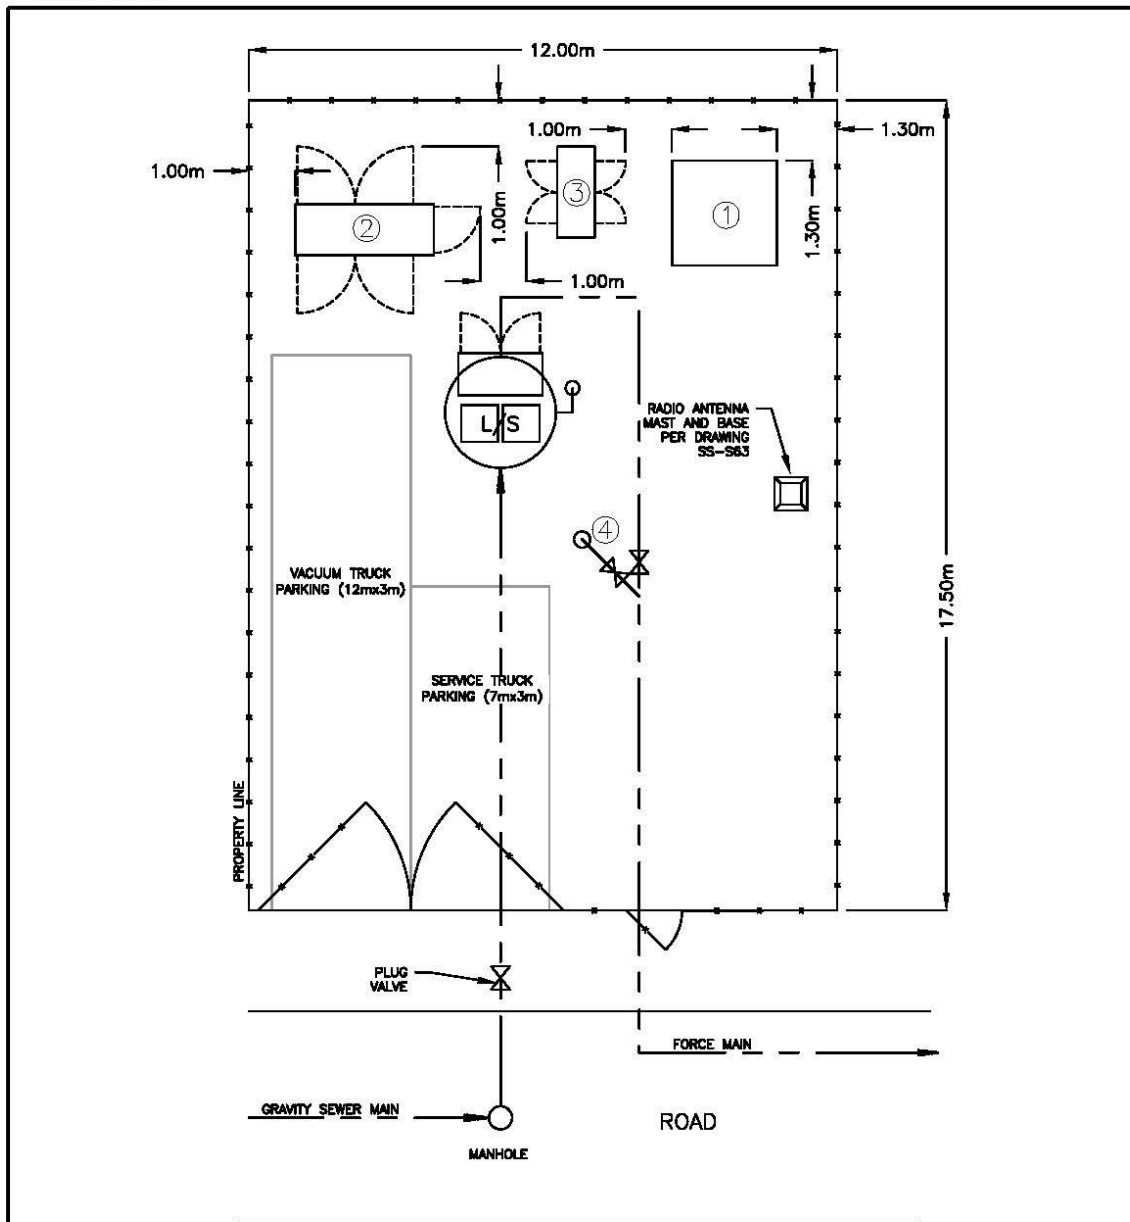 12.00m
1.00m
1.30m
1.00m
③
①
②
1.00m
1.30m
1.00m
L/S
RADIO ANTENNA
MAST AND BASE
PER DRAWING
SS-S63
④
VACUUM TRUCK
PARKING (12mx3m)
17.50m
SERVICE TRUCK
PARKING (7mx3m)
PROPERTY LINE
PLUG
VALVE
FORCE MAIN
GRAVITY SEWER MAIN
ROAD
MANHOLE